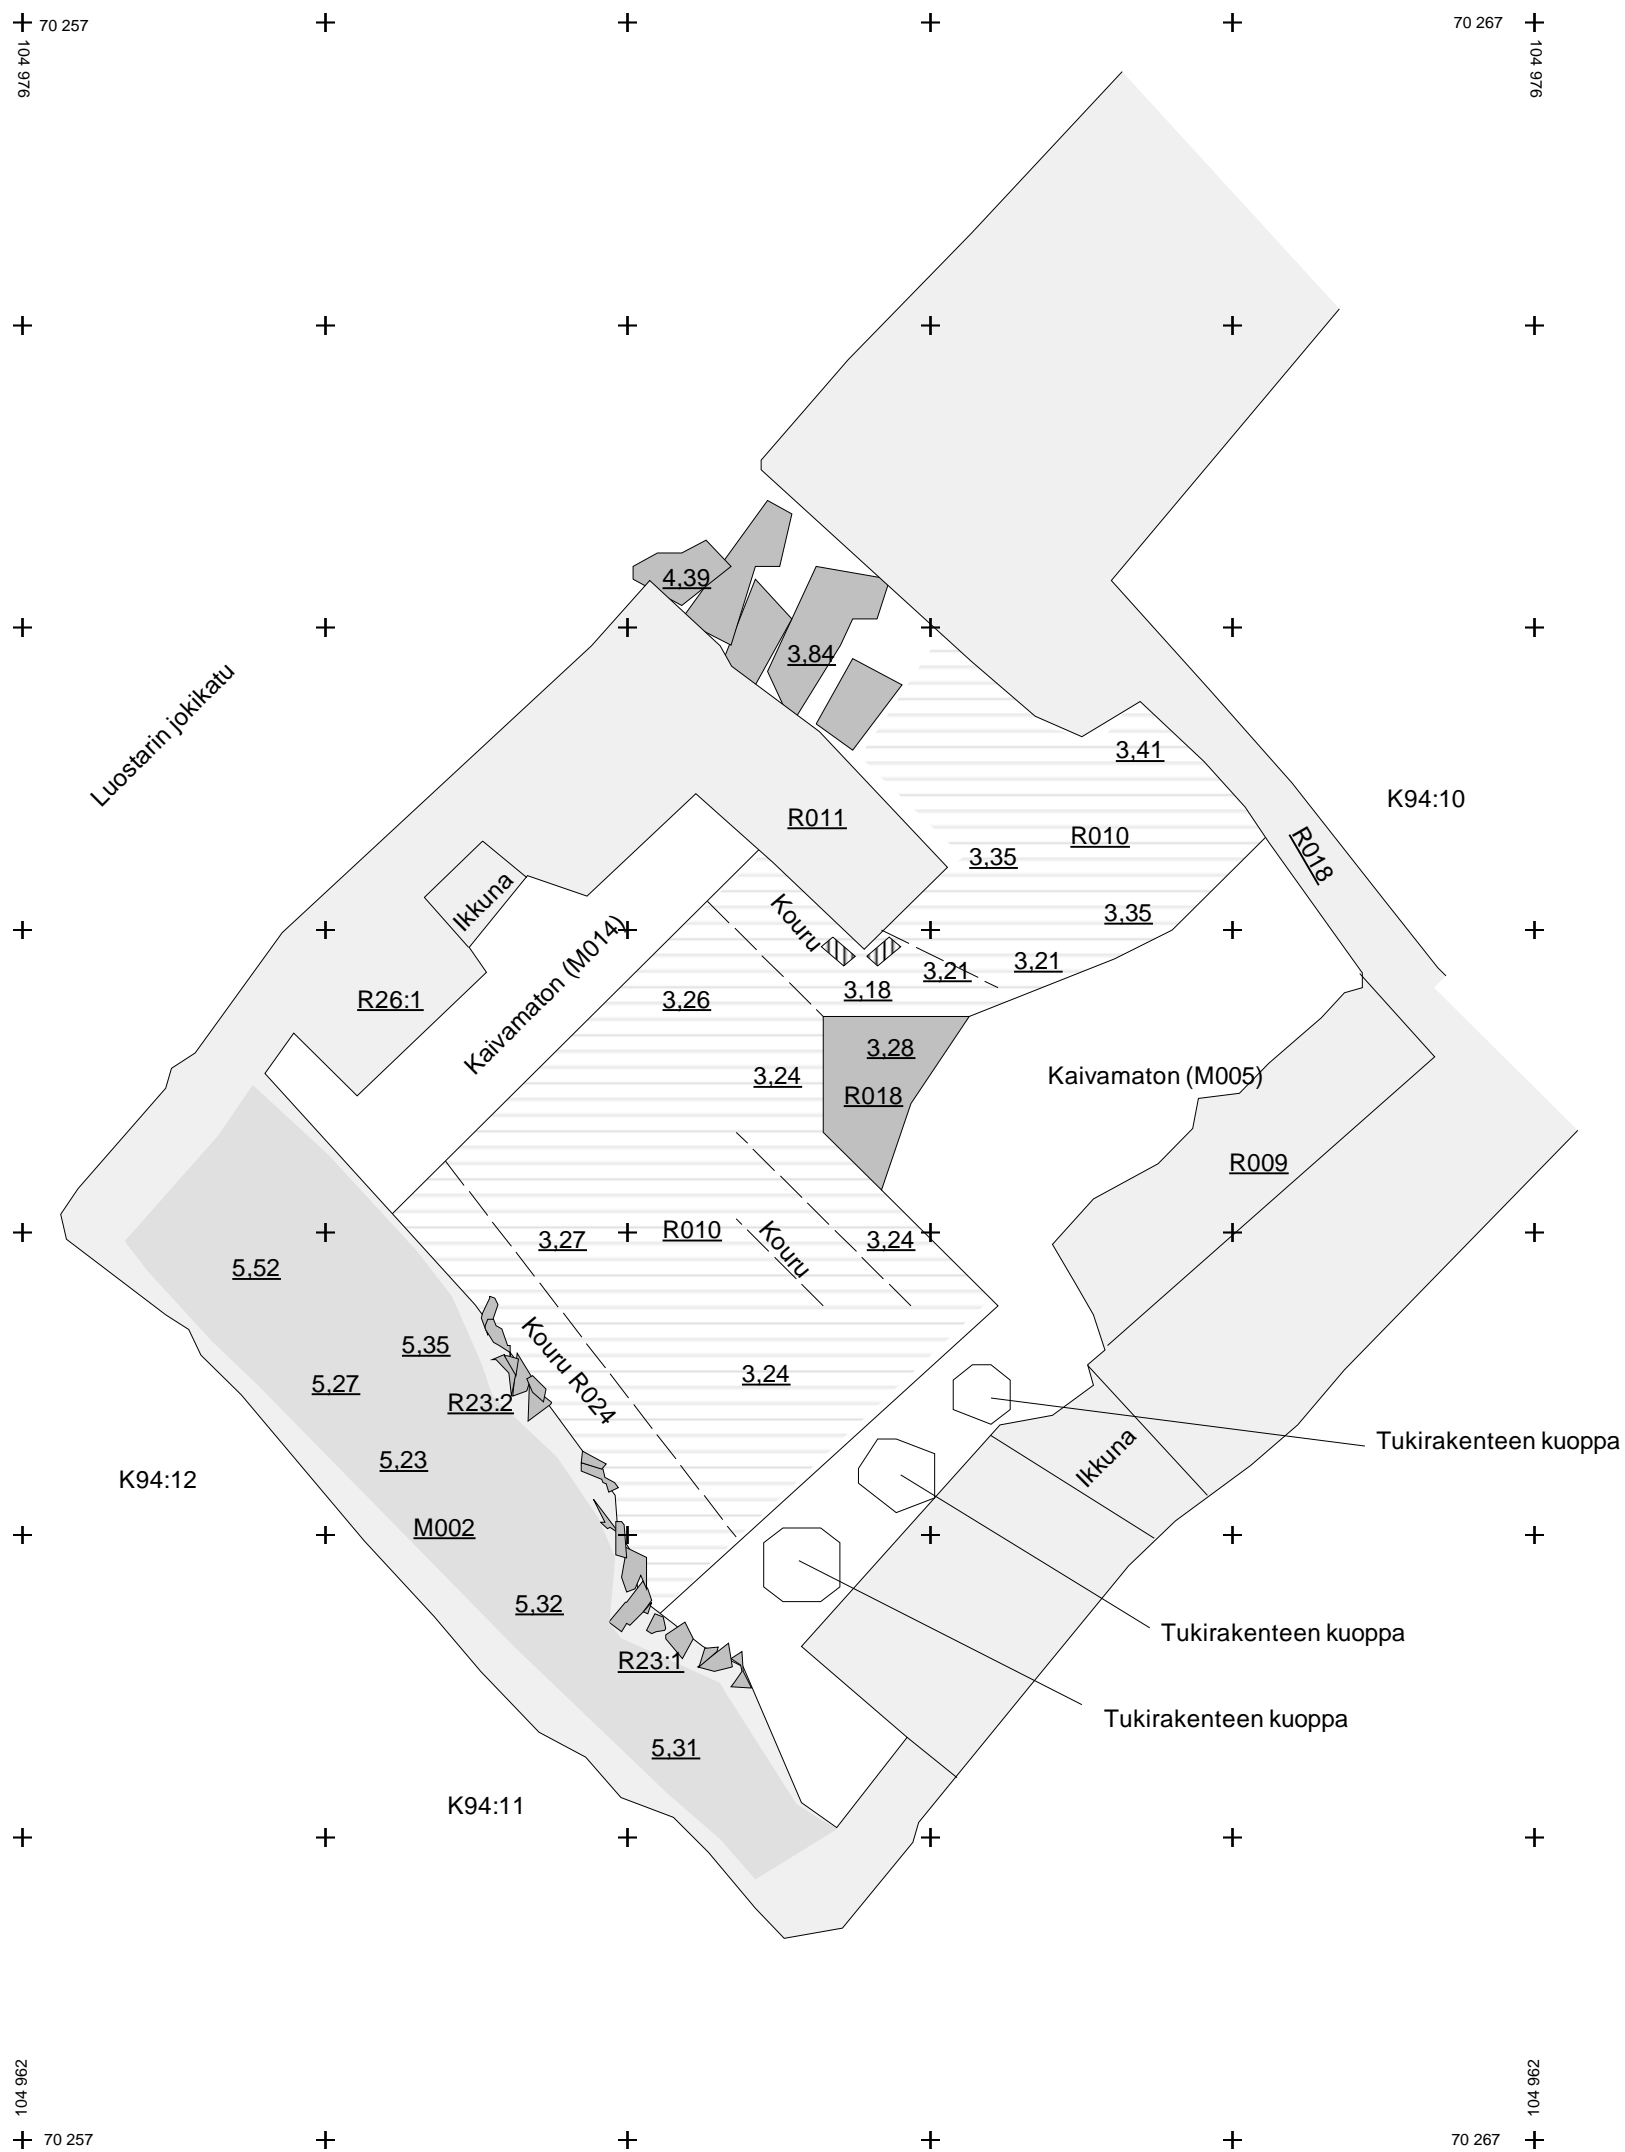 70 257
70 267
104 976
104 976
4,39
3,84
Luostarin jokikatu
3,41
K94:10
R011
R010
3,35
R018
Ikkuna
Kouru
3,35
Kaivamaton (M014)
3,21
3,21
R26:1
3,26
3,18
3,28
3,24
Kaivamaton (M005)
R018
R009
3,27
R010
Kouru
3,24
5,52
5,35
Kouru R024
3,24
5,27
R23:2
Tukirakenteen kuoppa
Ikkuna
5,23
K94:12
M002
5,32
Tukirakenteen kuoppa
R23:1
Tukirakenteen kuoppa
5,31
K94:11
104 962
104 962
70 257
70 267